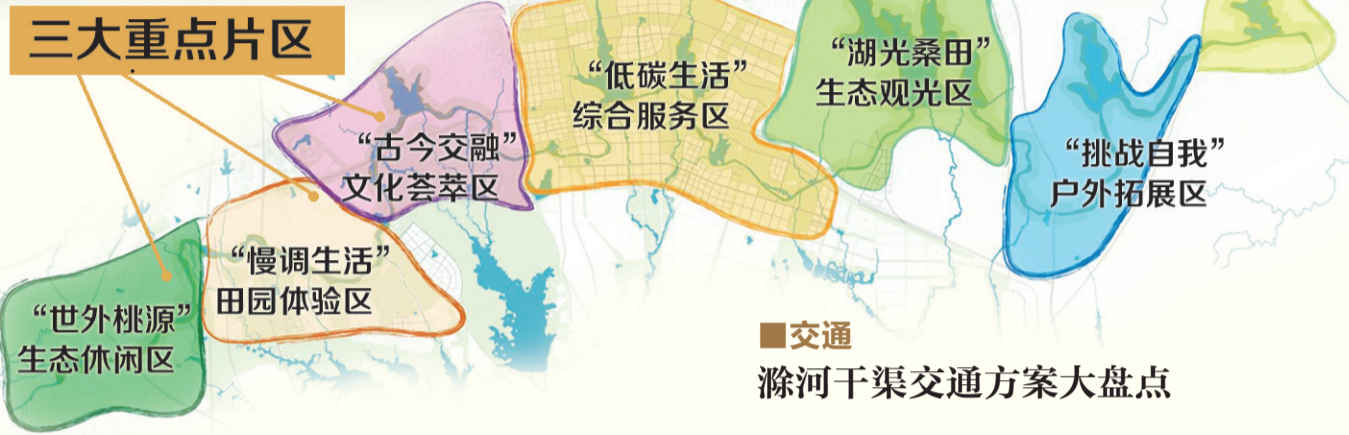 三大重点片区
“古今交融”
文化荟萃区
“低碳生活”
综合服务区
“湖光桑田”
生态观光区
“挑战自我”
户外拓展区
“慢调生活”
田园体验区
“世外桃源”
生态休闲区
■交通
滁河干渠交通方案大盘点